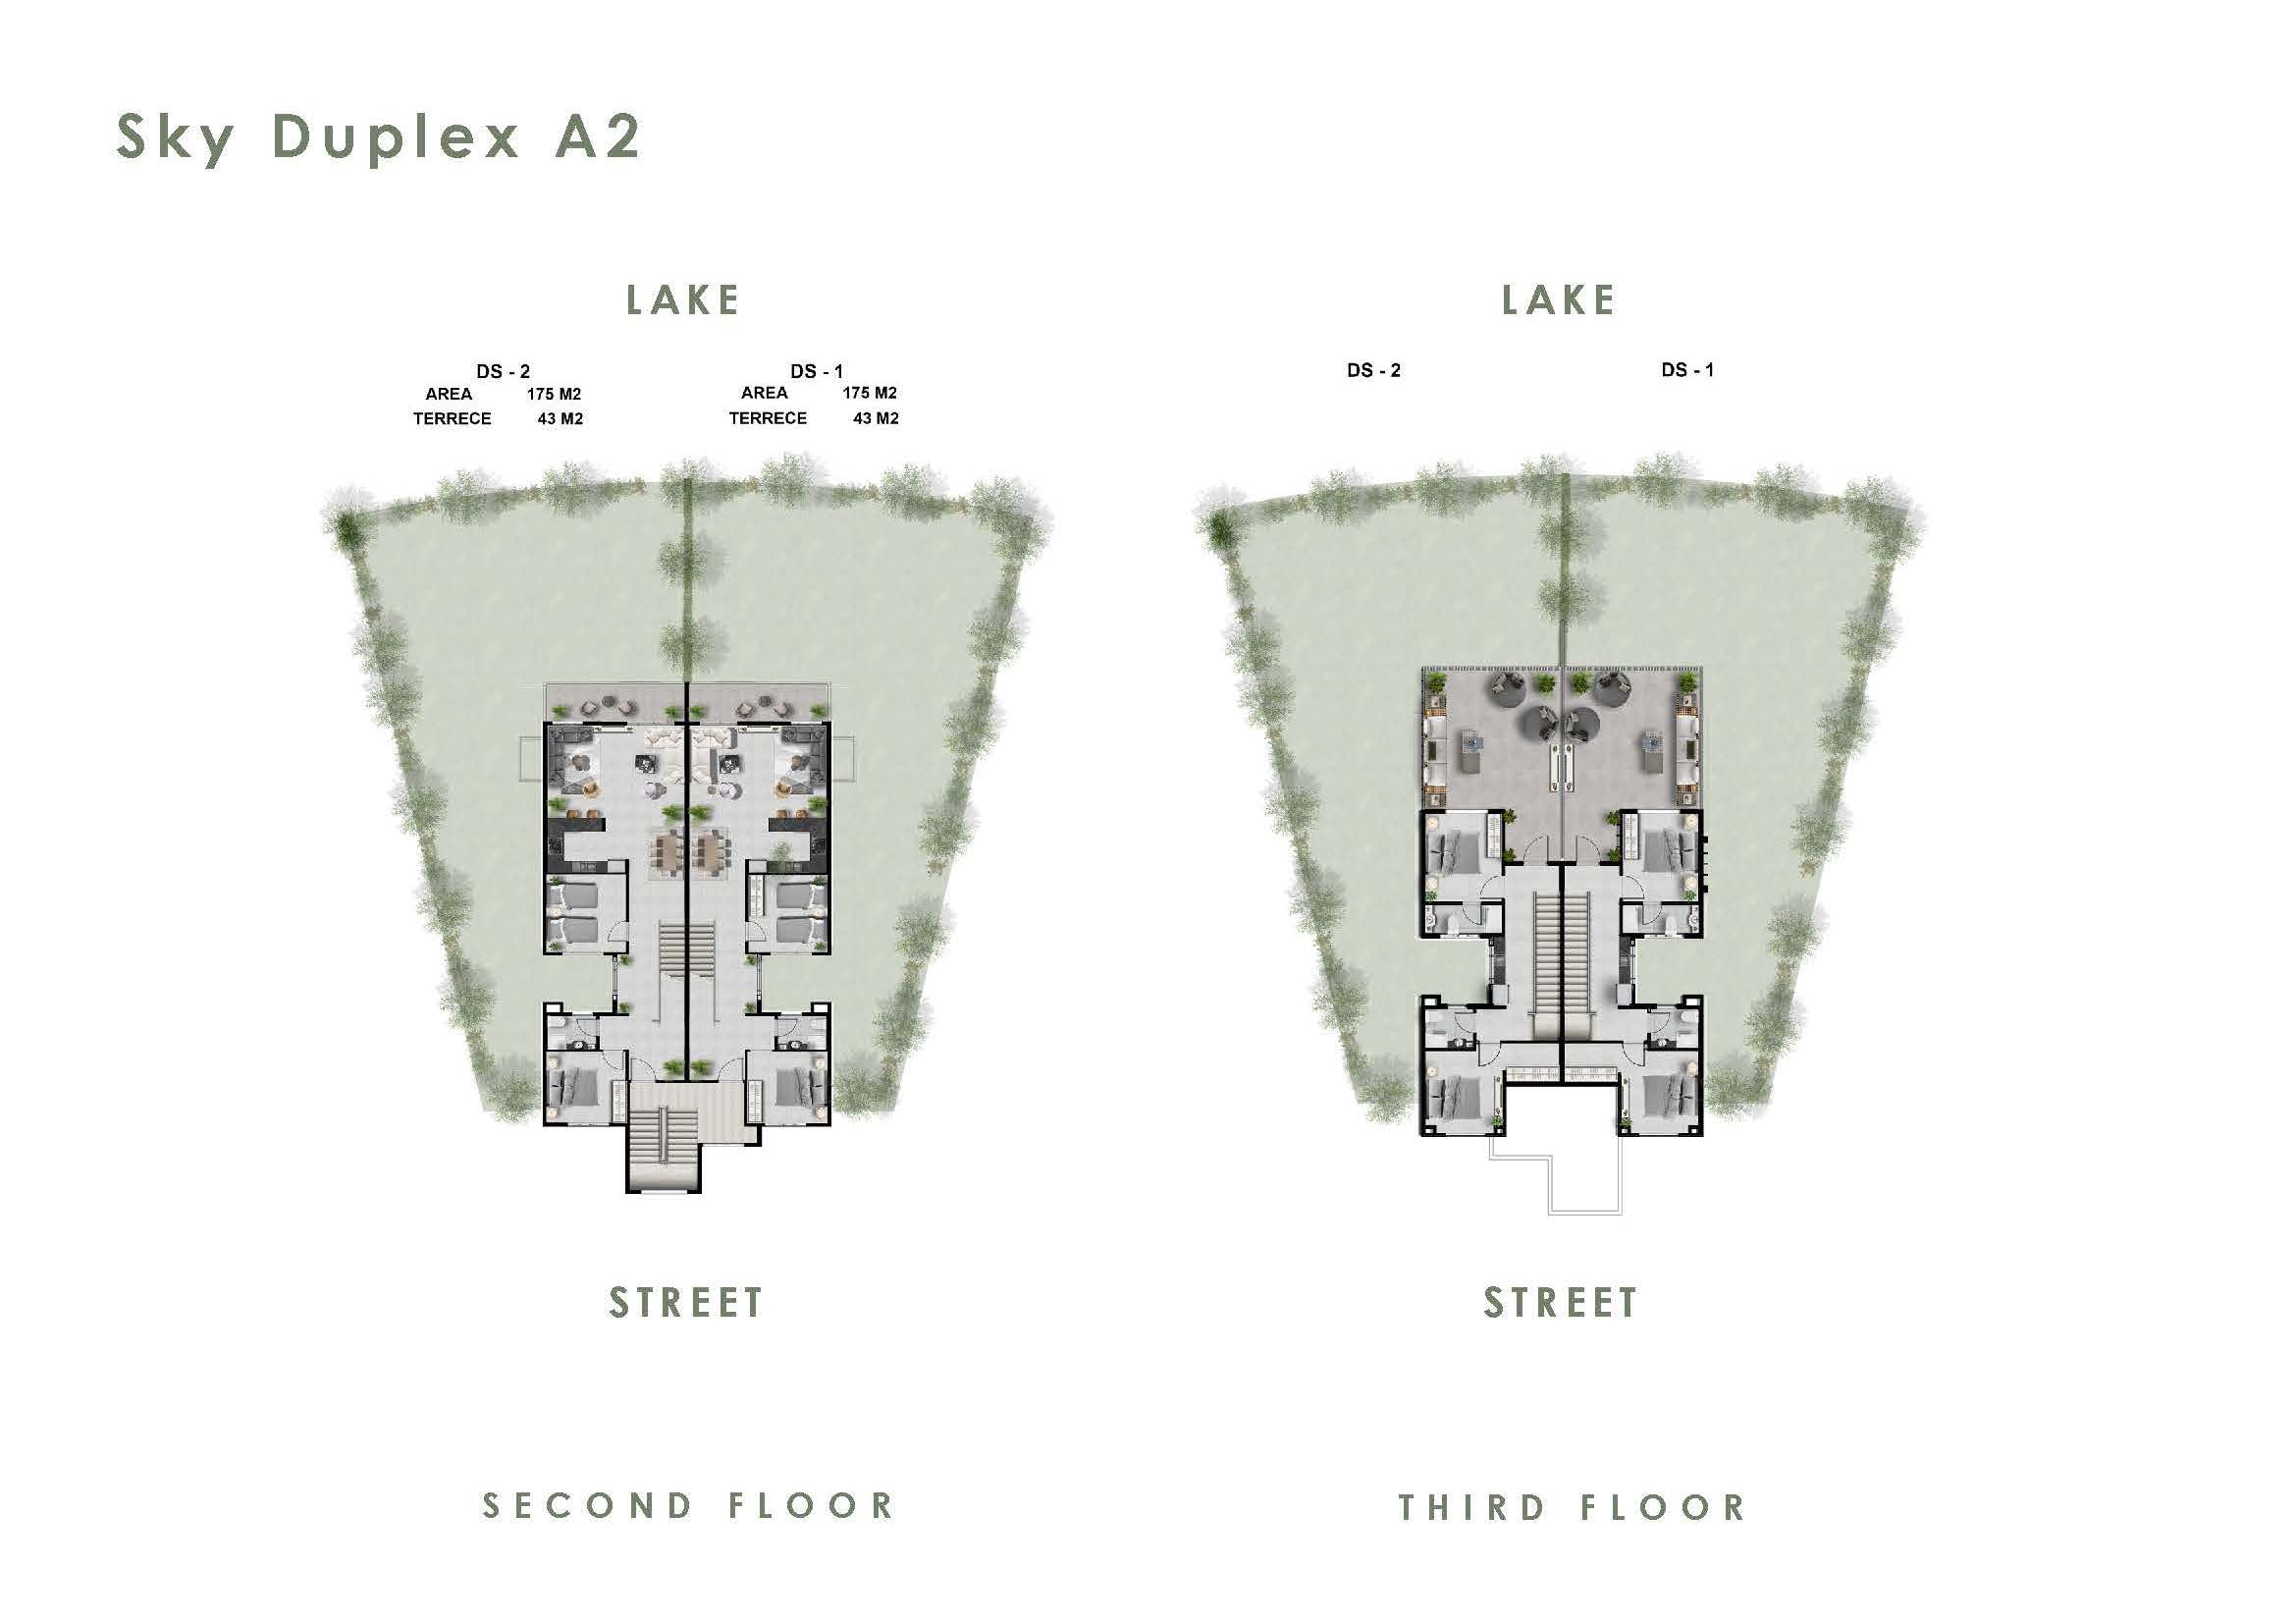 Sky Duplex A2
LAKE
LAKE
DS - 2
DS - 1
DS - 2
DS - 1
AREA 175 M2
AREA 175 M2
TERRECE 43 M2
TERRECE 43 M2
STREET
STREET
SECOND FLOOR
THIRD FLOOR